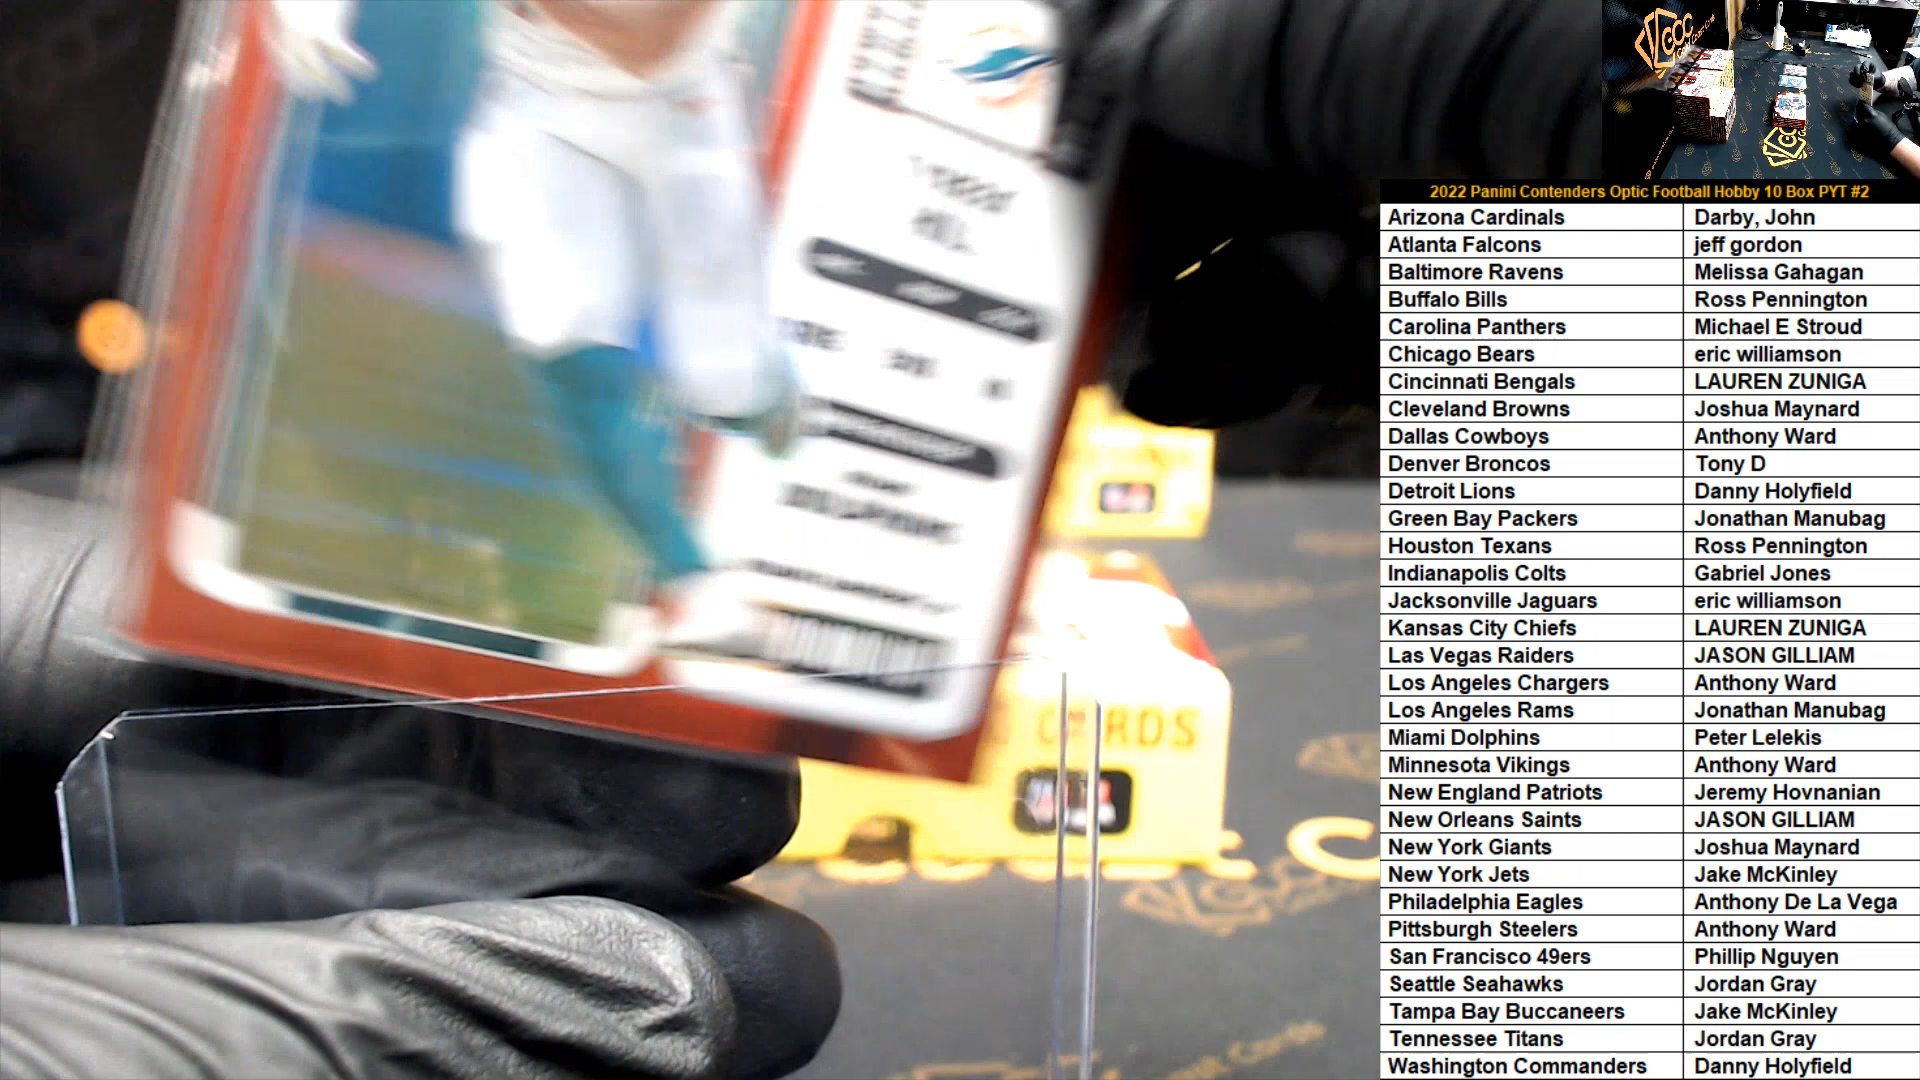 2022 Panini Contenders Optic Football Hobby 10 Box PYT #2
Arizona Cardinals Darby, John
Atlanta Falcons jeff gordon
Baltimore Ravens Melissa Gahagan
Buffalo Bills Ross Pennington
Carolina Panthers Michael E Stroud
Chicago Bears eric williamson
Cincinnati Bengals LAUREN ZUNIGA
Cleveland Browns Joshua Maynard
Dallas Cowboys Anthony Ward
Denver Broncos Tony D
Detroit Lions Danny Holyfield
Green Bay Packers Jonathan Manubag
Houston Texans Ross Pennington
Indianapolis Colts Gabriel Jones
Jacksonville Jaguars eric williamson
Kansas City Chiefs LAUREN ZUNIGA
Las Vegas Raiders JASON GILLIAM
Los Angeles Chargers Anthony Ward
Los Angeles Rams Jonathan Manubag
Miami Dolphins Peter Lelekis
Minnesota Vikings Anthony Ward
New England Patriots Jeremy Hovnanian
New Orleans Saints JASON GILLIAM
New York Giants Joshua Maynard
New York Jets Jake McKinley
Philadelphia Eagles Anthony De La Vega
Pittsburgh Steelers Anthony Ward
San Francisco 49ers Phillip Nguyen
Seattle Seahawks Jordan Gray
Tampa Bay Buccaneers Jake McKinley
Tennessee Titans Jordan Gray
Washington Commanders Danny Holyfield
HILL
DOLPHINS
CARDS
GCC